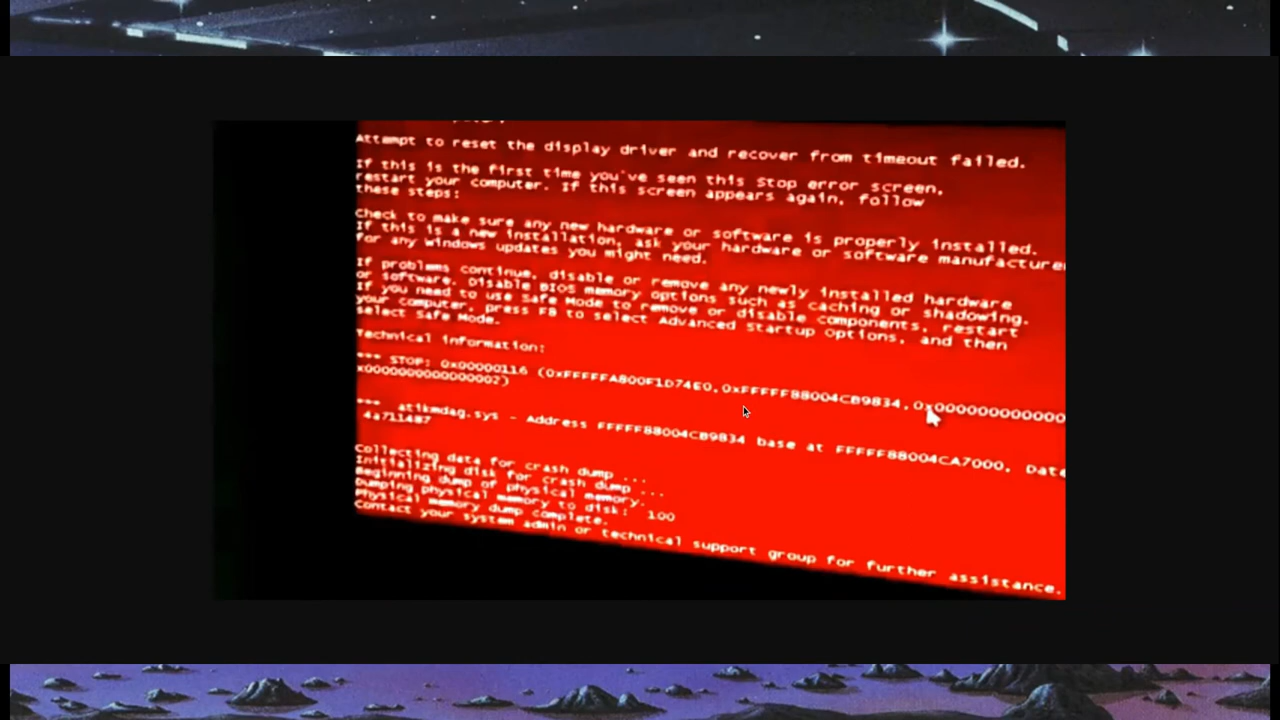 Attempt to reset the display driver and recover from timeout failed.
If this is the first time you've seen this Stop error screen,
restart your computer. If this screen appears again, follow
these steps:
Check to make sure any new hardware or software is properly installed.
If this is a new installation, ask your hardware or software manufacturer
for any windows updates you might need.
If problems continue, disable or remove any newly installed hardware
or software. Disable BIOS memory options such as caching or shadowing.
If you need to use Safe Mode to remove or disable components, restart
your computer, press F8 to select Advanced Startup Options, and then
select Safe Mode.
Technical information:
*** STOP: 0x00000116 (0xFFFFFA800F1D74E0,0xFFFFF88004CB9834,0x000000000000
x0000000000000002)
*** atikmdag.sys - Address FFFFF88004CB9834 base at FFFFF88004CA7000, Date
4a711487
Collecting data for crash dump ...
Initializing disk for crash dump ...
Beginning dump of physical memory.
Dumping physical memory to disk: 100
Physical memory dump complete.
Contact your system admin or technical support group for further assistance.